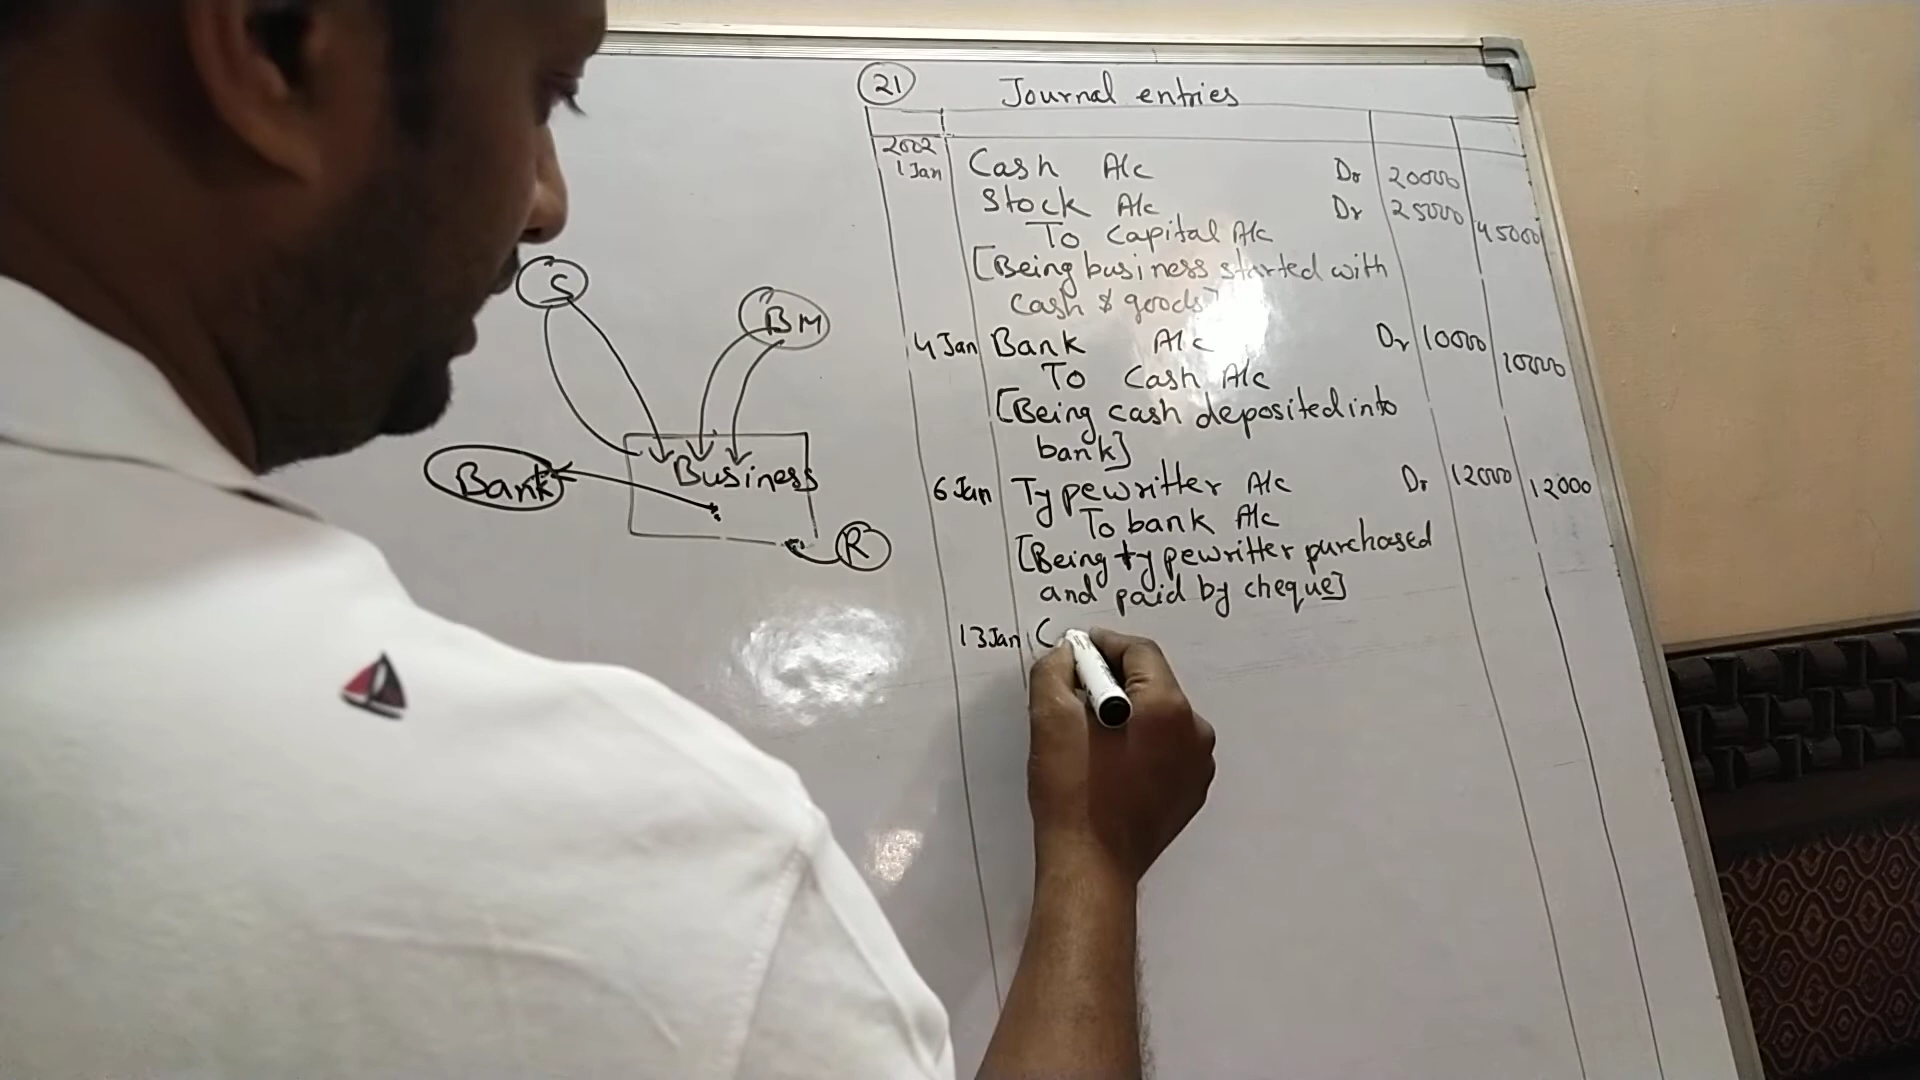 21
Journal entries
2002
1 Jan Cash A/c Dr 20000
Stock A/c Dr 25000
To Capital A/c 45000
[Being business started with
cash & goods]
4 Jan Bank A/c Dr 10000
To Cash A/c 10000
[Being cash deposited into
bank]
6 Jan Typewritter A/c Dr 12000
To bank A/c 12000
[Being typewritter purchased
and paid by cheque]
13 Jan C
S
BM
Bank
Business
R